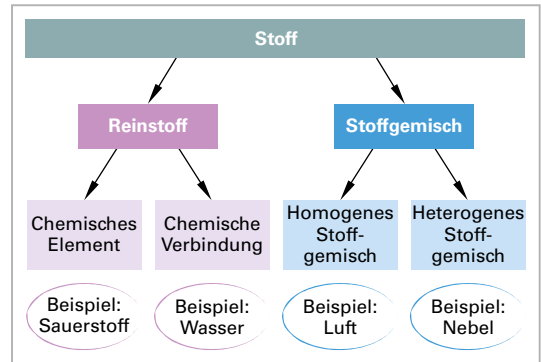 Stoff
Reinstoff
Stoffgemisch
Chemisches
Element
Chemische
Verbindung
Homogenes
Stoff-
gemisch
Heterogenes
Stoff-
gemisch
Beispiel:
Sauerstoff
Beispiel:
Wasser
Beispiel:
Luft
Beispiel:
Nebel